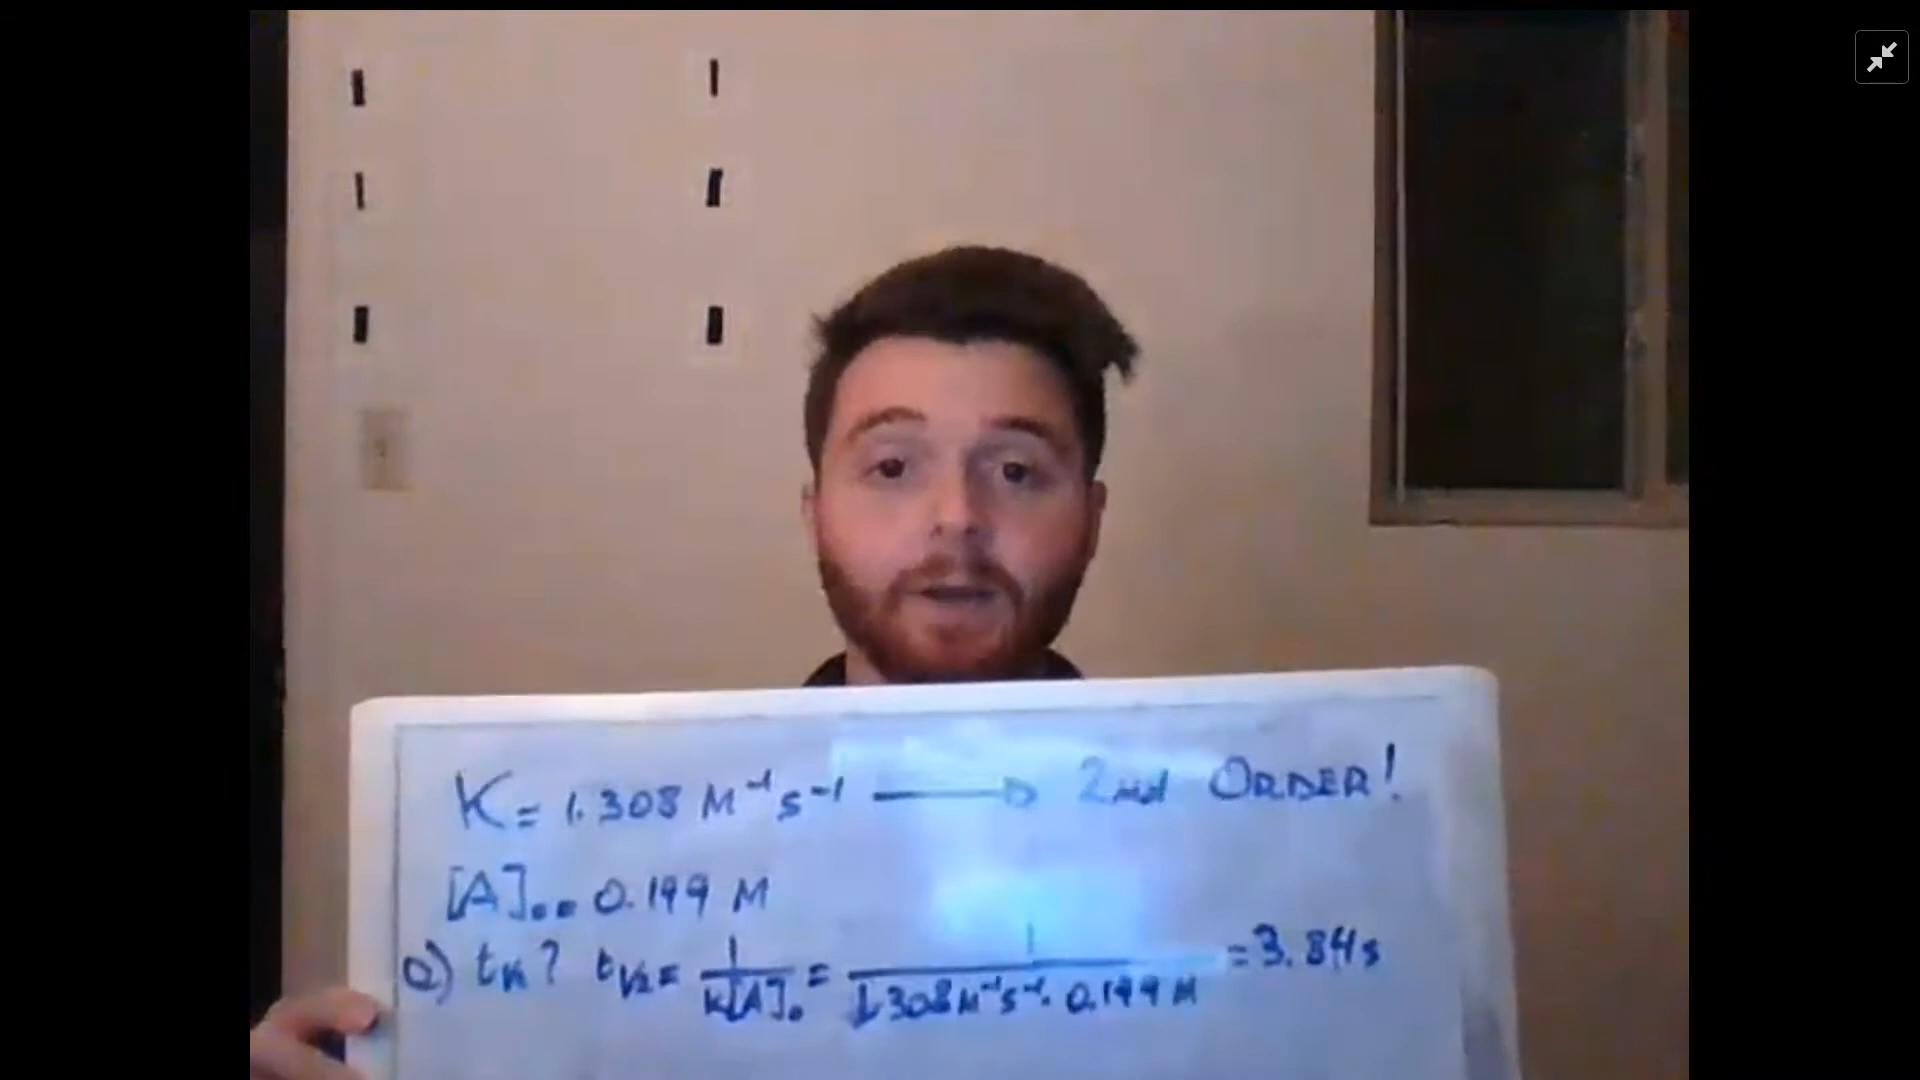 K = 1.308 M⁻¹ s⁻¹ → 2nd ORDER!
[A]₀ = 0.199 M
a) t½? t½ = 1/k[A]₀ = 1/1.308 M⁻¹s⁻¹ · 0.199 M = 3.84 s